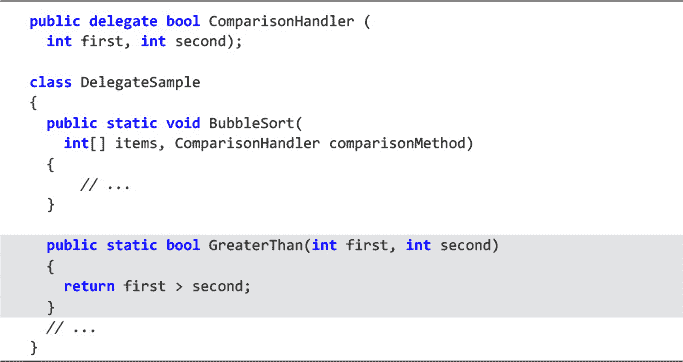 public delegate bool ComparisonHandler (
  int first, int second);

class DelegateSample
{
  public static void BubbleSort(
    int[] items, ComparisonHandler comparisonMethod)
  {
      // ...
  }

  public static bool GreaterThan(int first, int second)
  {
    return first > second;
  }
  // ...
}